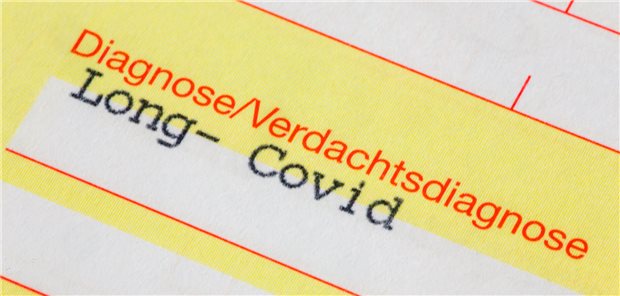 Diagnose/Verdachtsdiagnose
Long- Covid